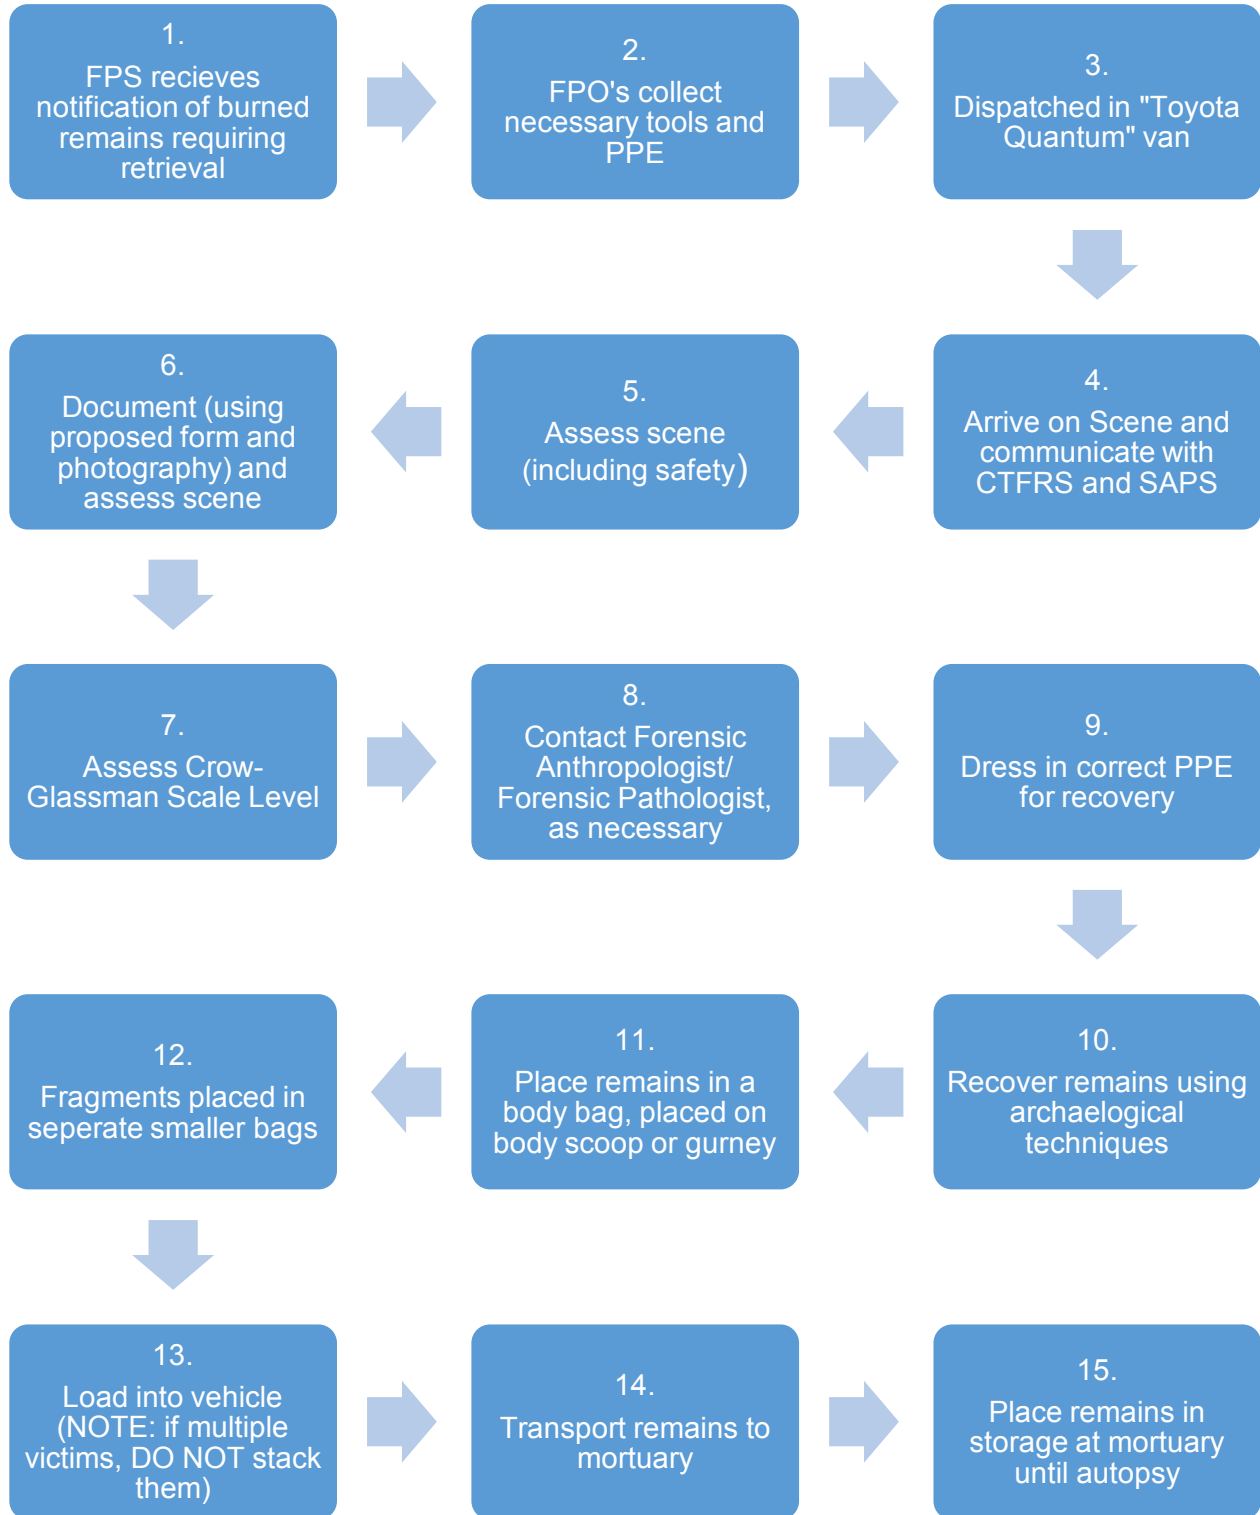 1.
FPS recieves
notification of burned
remains requiring
retrieval
2.
FPO's collect
necessary tools and
PPE
3.
Dispatched in "Toyota
Quantum" van
4.
Arrive on Scene and
communicate with
CTFRS and SAPS
5.
Assess scene
(including safety)
6.
Document (using
proposed form and
photography) and
assess scene
7.
Assess Crow-
Glassman Scale Level
8.
Contact Forensic
Anthropologist/
Forensic Pathologist,
as necessary
9.
Dress in correct PPE
for recovery
10.
Recover remains using
archaelogical
techniques
11.
Place remains in a
body bag, placed on
body scoop or gurney
12.
Fragments placed in
seperate smaller bags
13.
Load into vehicle
(NOTE: if multiple
victims, DO NOT stack
them)
14.
Transport remains to
mortuary
15.
Place remains in
storage at mortuary
until autopsy